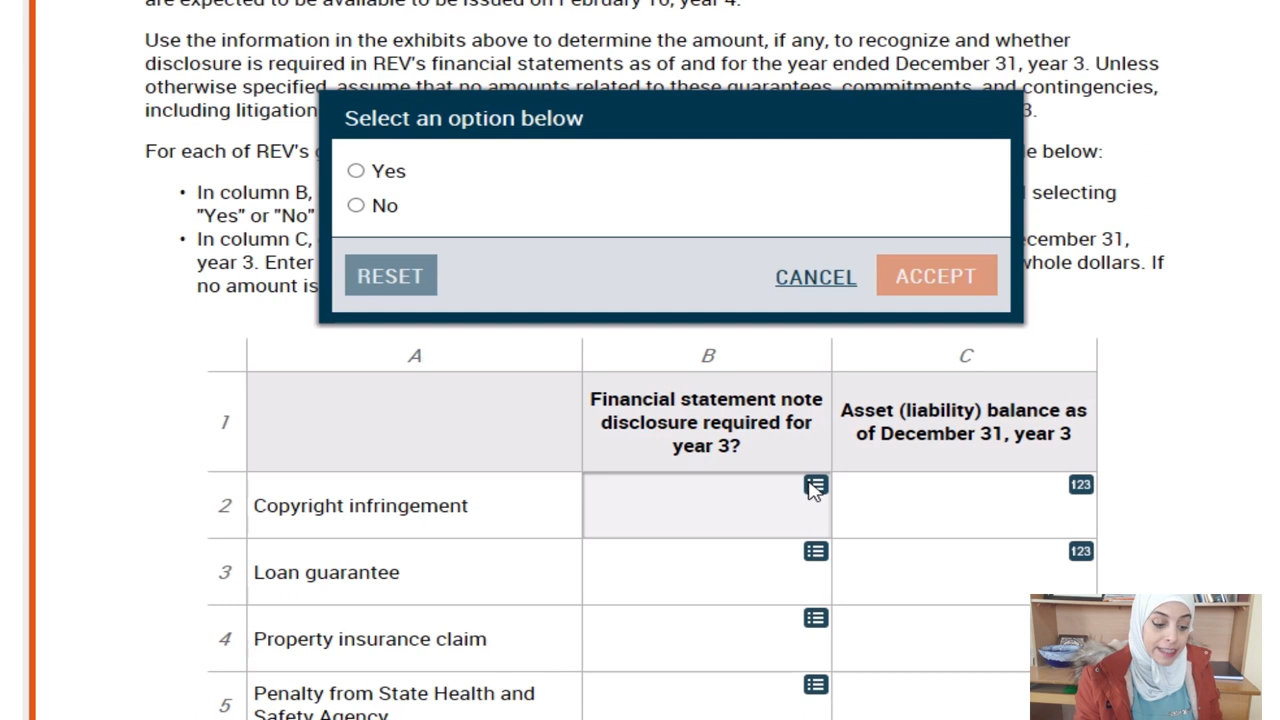 are expected to be available to be issued on February 16, year 4.
Use the information in the exhibits above to determine the amount, if any, to recognize and whether
disclosure is required in REV's financial statements as of and for the year ended December 31, year 3. Unless
otherwise specified, assume that no amounts related to these guarantees, commitments, and contingencies,
including litigation 3.
Select an option below
For each of REV's le below:
Yes
In column B, selecting
"Yes" or "No"
No
In column C, ecember 31,
year 3. Enter whole dollars. If
no amount is
RESET
CANCEL
ACCEPT
A B C
1
Financial statement note
disclosure required for
year 3?
Asset (liability) balance as
of December 31, year 3
2 Copyright infringement 123
3 Loan guarantee 123
4 Property insurance claim
5 Penalty from State Health and
Safety Agency